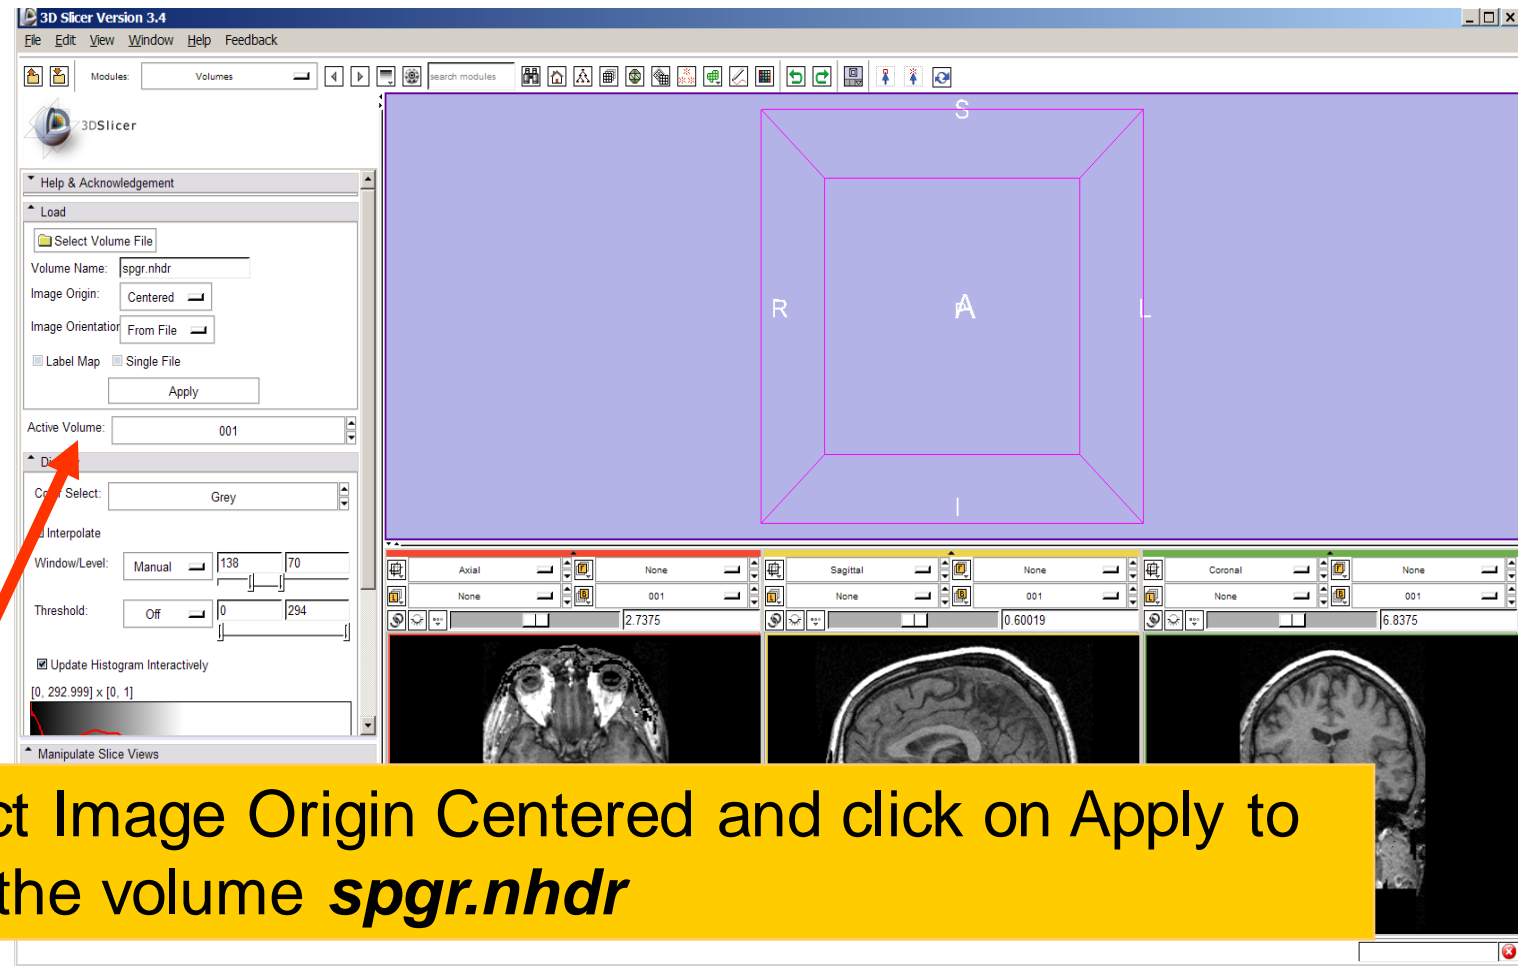 3D Slicer Version 3.4
File Edit View Window Help Feedback
Modules: Volumes search modules
3DSlicer
Help & Acknowledgement
Load
Select Volume File
Volume Name: spgr.nhdr
Image Origin: Centered
Image Orientation From File
Label Map Single File
Apply
Active Volume: 001
Color Select: Grey
Interpolate
Window/Level: Manual 138 70
Threshold: Off 0 294
Update Histogram Interactively
[0, 292.999] x [0, 1]
Manipulate Slice Views
S
R A L
I
Axial None
None 001
2.7375
Sagittal None
None 001
0.60019
Coronal None
None 001
6.8375
ct Image Origin Centered and click on Apply to
the volume spgr.nhdr